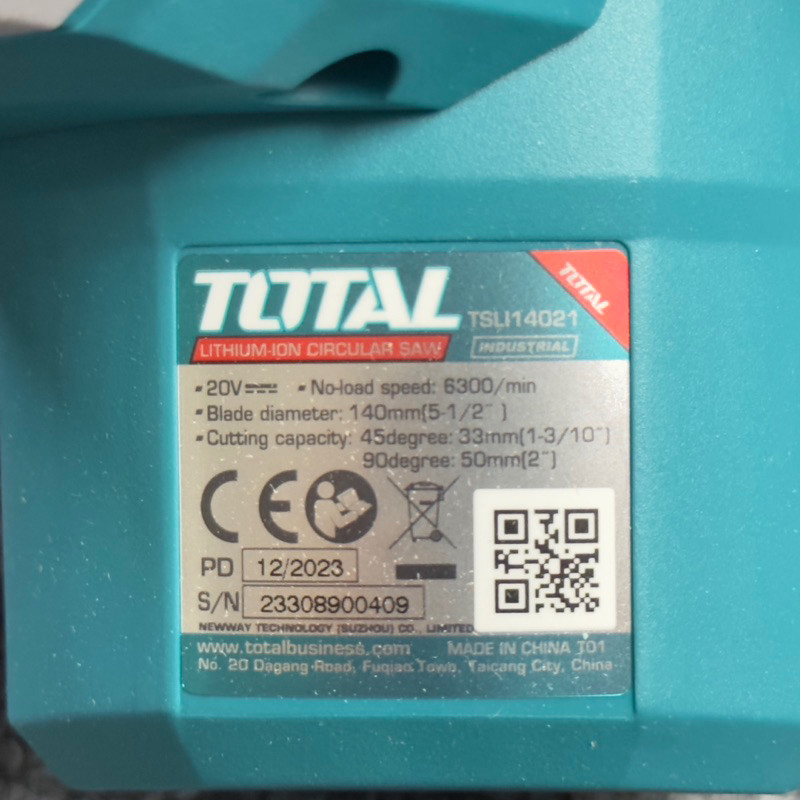 TOTAL
TOTAL
TSLI14021
LITHIUM-ION CIRCULAR SAW
INDUSTRIAL
20V
No-load speed: 6300/min
Blade diameter: 140mm(5-1/2")
Cutting capacity: 45degree: 33mm(1-3/10")
90degree: 50mm(2")
CE
PD 12/2023
S/N 23308900409
NEWWAY TECHNOLOGY (SUZHOU) CO., LIMITED
www.totalbusiness.com MADE IN CHINA T01
No. 20 Dagang Road, Fuqiao Town, Taicang City, China